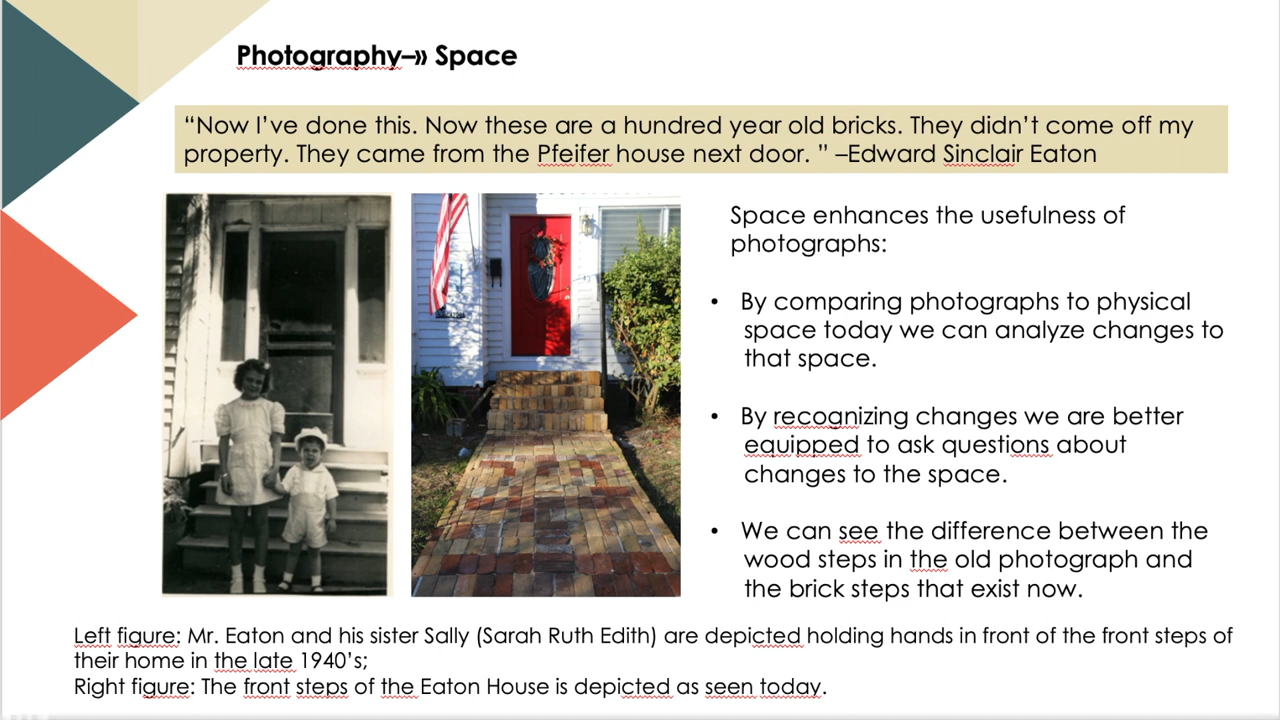 Photography–» Space
“Now I’ve done this. Now these are a hundred year old bricks. They didn’t come off my
property. They came from the Pfeifer house next door. ” –Edward Sinclair Eaton
Space enhances the usefulness of
photographs:
• By comparing photographs to physical
space today we can analyze changes to
that space.
• By recognizing changes we are better
equipped to ask questions about
changes to the space.
• We can see the difference between the
wood steps in the old photograph and
the brick steps that exist now.
Left figure: Mr. Eaton and his sister Sally (Sarah Ruth Edith) are depicted holding hands in front of the front steps of
their home in the late 1940’s;
Right figure: The front steps of the Eaton House is depicted as seen today.